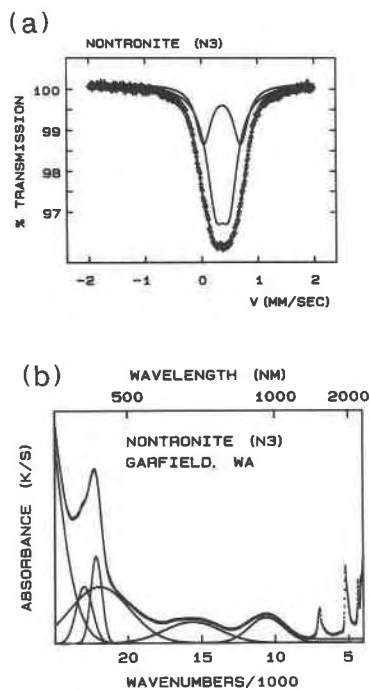 (a)
NONTRONITE (N3)
100
99
98
97
% TRANSMISSION
-2 -1 0 1 2
V (MM/SEC)
(b)
WAVELENGTH (NM)
500 1000 2000
NONTRONITE (N3)
GARFIELD, WA
ABSORBANCE (K/S)
20 15 10 5
WAVENUMBERS/1000